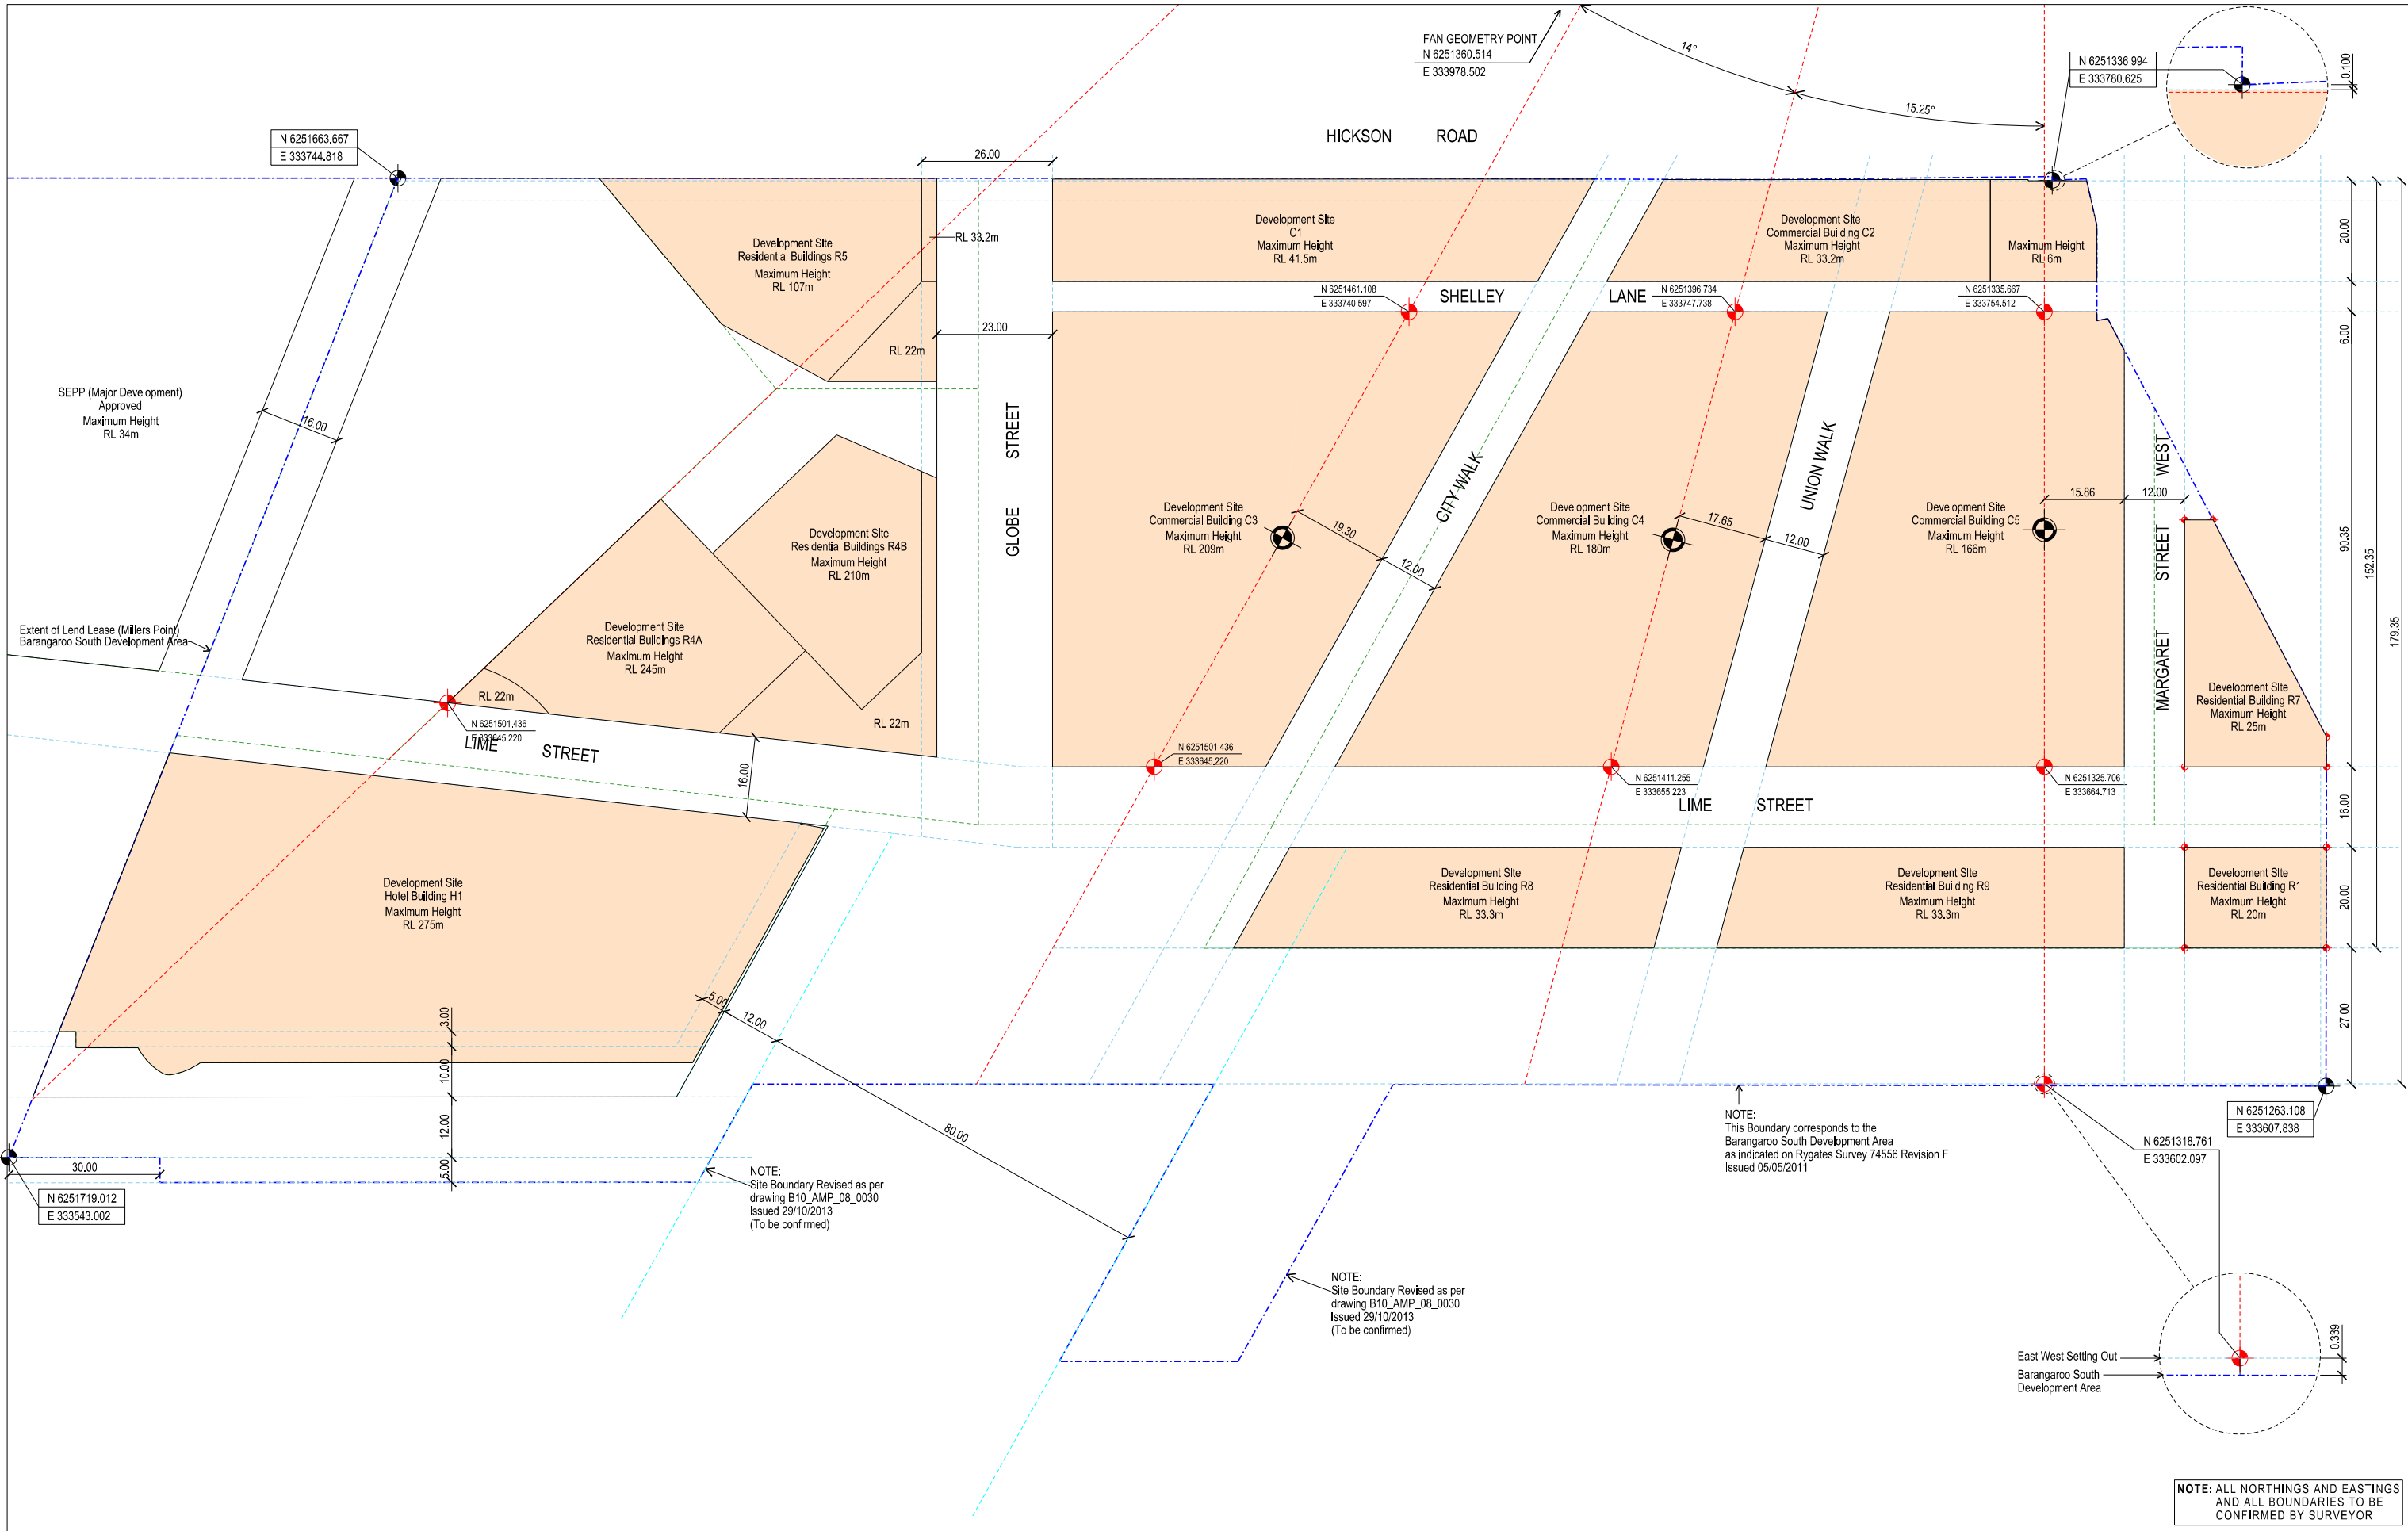 FAN GEOMETRY POINT
N 6251360.514
E 333978.502
14°
15.25°
N 6251336.994
E 333780.625
0.100
HICKSON ROAD
N 6251663.667
E 333744.818
26.00
Development Site
Residential Buildings R5
Maximum Height
RL 107m
RL 33.2m
Development Site
C1
Maximum Height
RL 41.5m
Development Site
Commercial Building C2
Maximum Height
RL 33.2m
Maximum Height
RL 6m
20.00
N 6251461.108
E 333740.597
SHELLEY LANE
N 6251396.734
E 333747.738
N 6251335.667
E 333754.512
23.00
RL 22m
6.00
SEPP (Major Development)
Approved
Maximum Height
RL 34m
16.00
GLOBE STREET
CITY WALK
UNION WALK
MARGARET STREET WEST
Development Site
Residential Buildings R4B
Maximum Height
RL 210m
Development Site
Commercial Building C3
Maximum Height
RL 209m
19.30
12.00
Development Site
Commercial Building C4
Maximum Height
RL 180m
17.65
12.00
Development Site
Commercial Building C5
Maximum Height
RL 166m
15.86
12.00
90.35
152.35
179.35
Extent of Lend Lease (Millers Point)
Barangaroo South Development Area
Development Site
Residential Buildings R4A
Maximum Height
RL 245m
RL 22m
RL 22m
N 6251501.436
E 333645.220
LIME STREET
16.00
N 6251501.436
E 333645.220
N 6251411.255
E 333655.223
N 6251325.706
E 333664.713
Development Site
Residential Building R7
Maximum Height
RL 25m
LIME STREET
16.00
Development Site
Hotel Building H1
Maximum Height
RL 275m
Development Site
Residential Building R8
Maximum Height
RL 33.3m
Development Site
Residential Building R9
Maximum Height
RL 33.3m
Development Site
Residential Building R1
Maximum Height
RL 20m
20.00
27.00
3.00
10.00
12.00
5.00
5.00
12.00
80.00
30.00
N 6251719.012
E 333543.002
NOTE:
Site Boundary Revised as per
drawing B10_AMP_08_0030
issued 29/10/2013
(To be confirmed)
NOTE:
Site Boundary Revised as per
drawing B10_AMP_08_0030
Issued 29/10/2013
(To be confirmed)
NOTE:
This Boundary corresponds to the
Barangaroo South Development Area
as indicated on Rygates Survey 74556 Revision F
Issued 05/05/2011
N 6251263.108
E 333607.838
N 6251318.761
E 333602.097
East West Setting Out
Barangaroo South
Development Area
0.339
NOTE: ALL NORTHINGS AND EASTINGS
AND ALL BOUNDARIES TO BE
CONFIRMED BY SURVEYOR